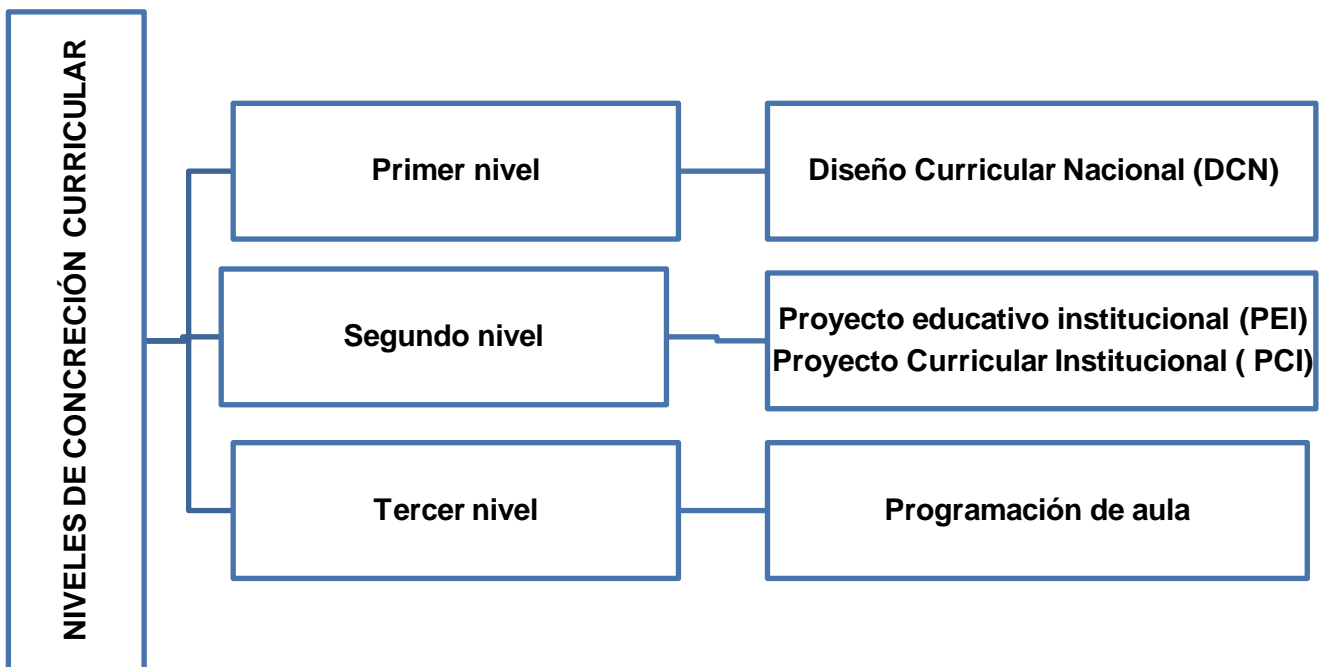 NIVELES DE CONCRECIÓN CURRICULAR
Primer nivel
Diseño Curricular Nacional (DCN)
Segundo nivel
Proyecto educativo institucional (PEI)
Proyecto Curricular Institucional ( PCI)
Tercer nivel
Programación de aula